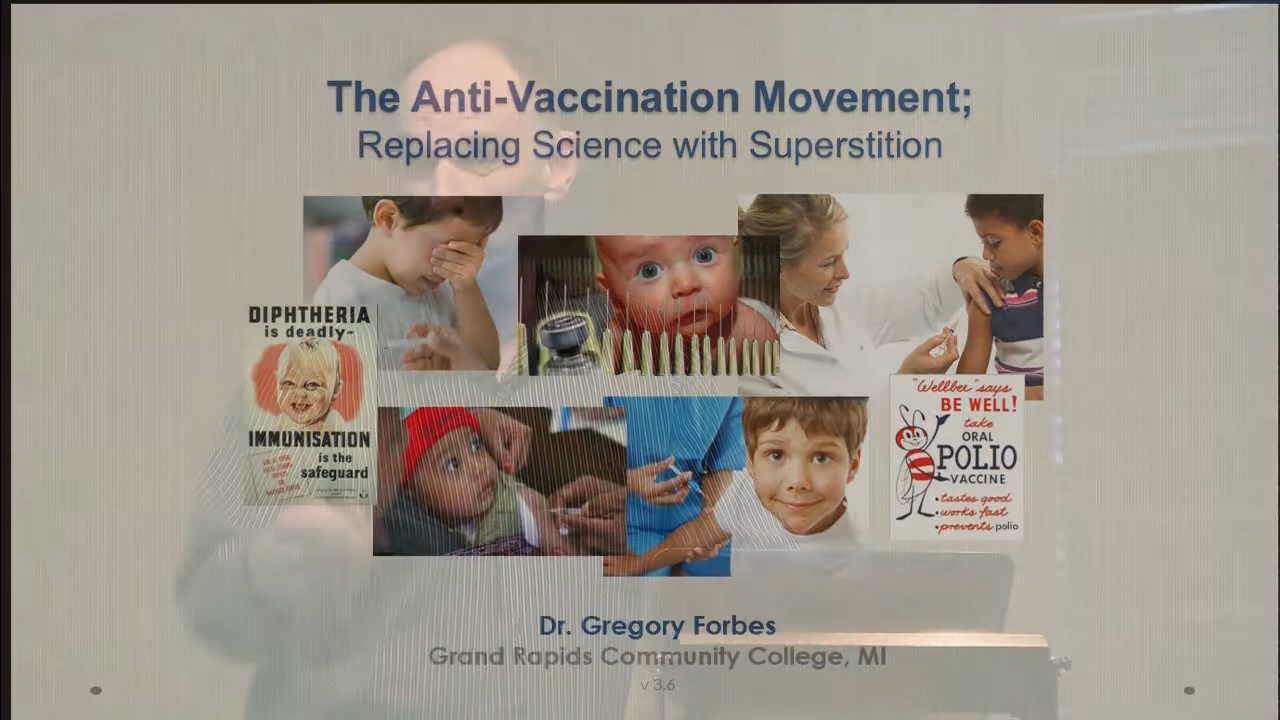 The Anti-Vaccination Movement;
Replacing Science with Superstition
DIPHTHERIA
is deadly-
IMMUNISATION
is the
safeguard
"Wellbee" says
BE WELL!
take
ORAL
POLIO
VACCINE
• tastes good
• works fast
• prevents polio
Dr. Gregory Forbes
Grand Rapids Community College, MI
v 3.6